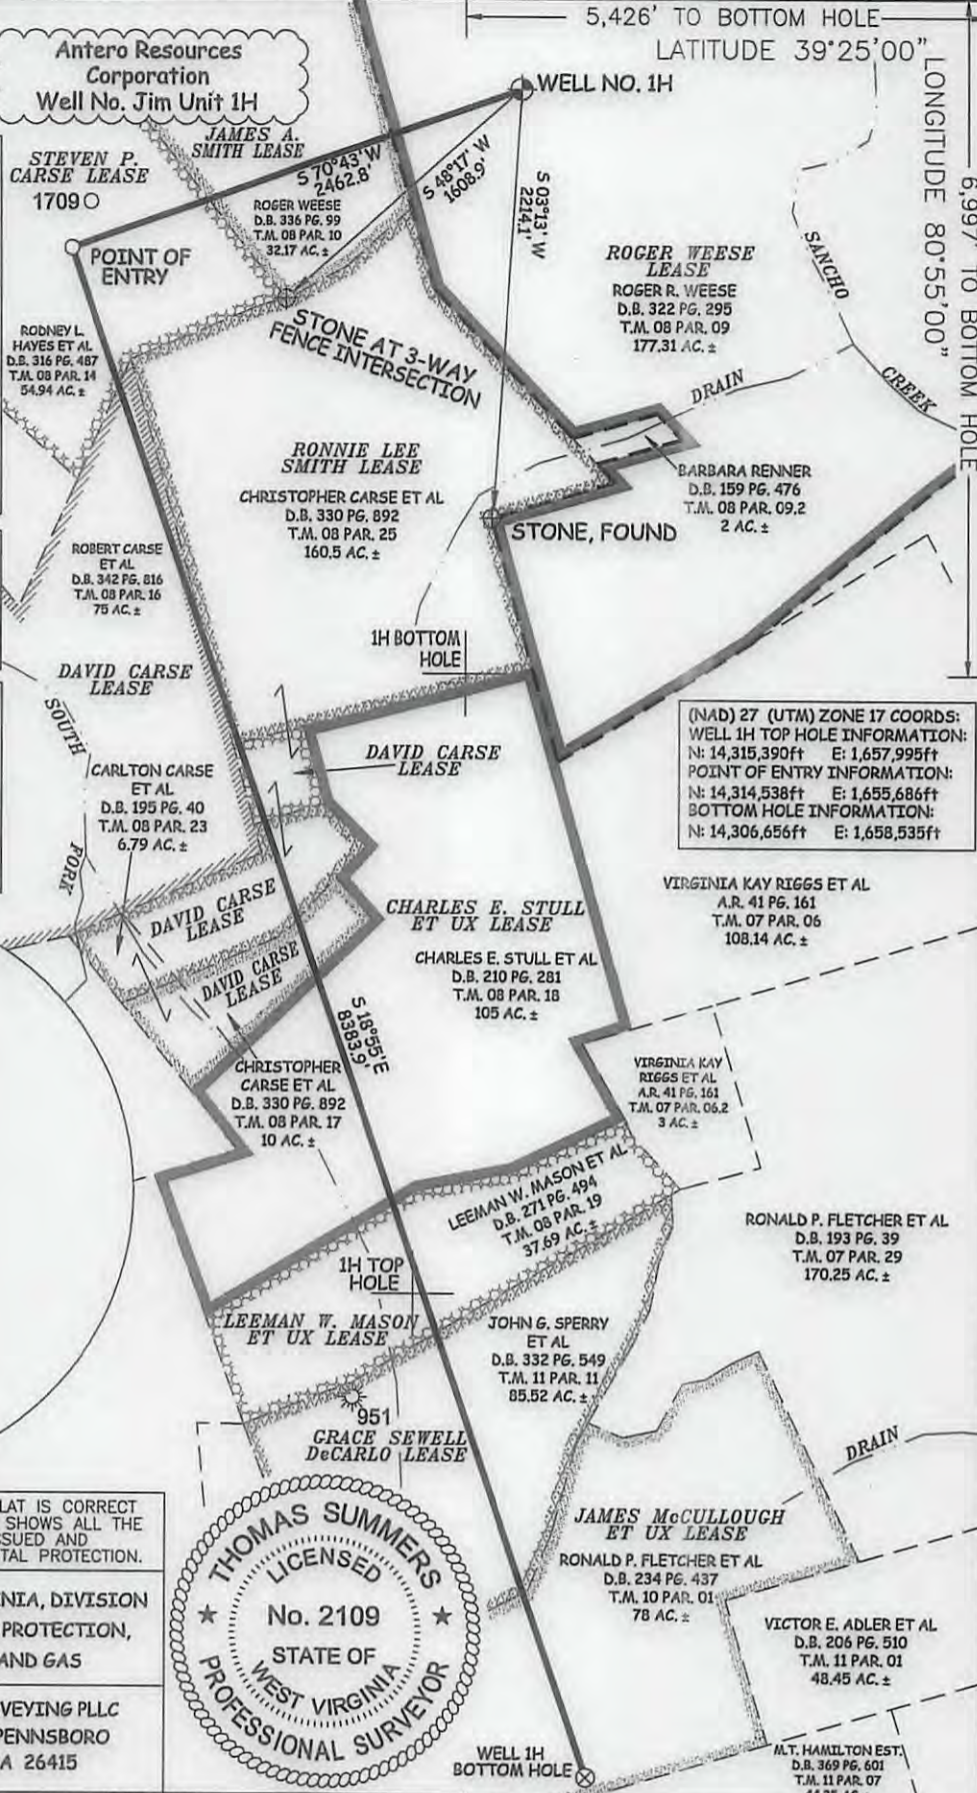 5,426' TO BOTTOM HOLE
LATITUDE 39°25'00"
LONGITUDE 80°55'00"
6,997' TO BOTTOM HOLE
Antero Resources
Corporation
Well No. Jim Unit 1H
WELL NO. 1H
JAMES A.
SMITH LEASE
STEVEN P.
CARSE LEASE
1709
S 70°43' W
2462.8'
S 48°17' W
1608.9'
S 03°13' W
2214.1'
ROGER WEESE
D.B. 336 PG. 99
T.M. 08 PAR. 10
32.17 AC. ±
POINT OF
ENTRY
ROGER WEESE
LEASE
ROGER R. WEESE
D.B. 322 PG. 295
T.M. 08 PAR. 09
177.31 AC. ±
SANCHO
CREEK
STONE AT 3-WAY
FENCE INTERSECTION
RODNEY L.
HAYES ET AL
D.B. 316 PG. 487
T.M. 08 PAR. 14
54.94 AC. ±
DRAIN
RONNIE LEE
SMITH LEASE
CHRISTOPHER CARSE ET AL
D.B. 330 PG. 892
T.M. 08 PAR. 25
160.5 AC. ±
BARBARA RENNER
D.B. 159 PG. 476
T.M. 08 PAR. 09.2
2 AC. ±
STONE, FOUND
ROBERT CARSE
ET AL
D.B. 342 PG. 816
T.M. 08 PAR. 16
75 AC. ±
1H BOTTOM
HOLE
DAVID CARSE
LEASE
SOUTH
FORK
(NAD) 27 (UTM) ZONE 17 COORDS:
WELL 1H TOP HOLE INFORMATION:
N: 14,315,390ft E: 1,657,995ft
POINT OF ENTRY INFORMATION:
N: 14,314,538ft E: 1,655,686ft
BOTTOM HOLE INFORMATION:
N: 14,306,656ft E: 1,658,535ft
DAVID CARSE
LEASE
CARLTON CARSE
ET AL
D.B. 195 PG. 40
T.M. 08 PAR. 23
6.79 AC. ±
VIRGINIA KAY RIGGS ET AL
A.R. 41 PG. 161
T.M. 07 PAR. 06
108.14 AC. ±
DAVID CARSE
LEASE
CHARLES E. STULL
ET UX LEASE
CHARLES E. STULL ET AL
D.B. 210 PG. 281
T.M. 08 PAR. 18
105 AC. ±
DAVID CARSE
LEASE
S 18°55'E
8383.9'
CHRISTOPHER
CARSE ET AL
D.B. 330 PG. 892
T.M. 08 PAR. 17
10 AC. ±
VIRGINIA KAY
RIGGS ET AL
A.R. 41 PG. 161
T.M. 07 PAR. 06.2
3 AC. ±
LEEMAN W. MASON ET AL
D.B. 271 PG. 494
T.M. 08 PAR. 19
37.69 AC. ±
RONALD P. FLETCHER ET AL
D.B. 193 PG. 39
T.M. 07 PAR. 29
170.25 AC. ±
1H TOP
HOLE
LEEMAN W. MASON
ET UX LEASE
JOHN G. SPERRY
ET AL
D.B. 332 PG. 549
T.M. 11 PAR. 11
85.52 AC. ±
951
GRACE SEWELL
DeCARLO LEASE
DRAIN
JAMES McCULLOUGH
ET UX LEASE
RONALD P. FLETCHER ET AL
D.B. 234 PG. 437
T.M. 10 PAR. 01
78 AC. ±
LAT IS CORRECT
SHOWS ALL THE
SSUED AND
TAL PROTECTION.
NIA, DIVISION
PROTECTION,
AND GAS
VEYING PLLC
PENNSBORO
A 26415
THOMAS SUMMERS
LICENSED
No. 2109
STATE OF
WEST VIRGINIA
PROFESSIONAL SURVEYOR
VICTOR E. ADLER ET AL
D.B. 206 PG. 510
T.M. 11 PAR. 01
48.45 AC. ±
WELL 1H
BOTTOM HOLE
M.T. HAMILTON EST.
D.B. 369 PG. 601
T.M. 11 PAR. 07